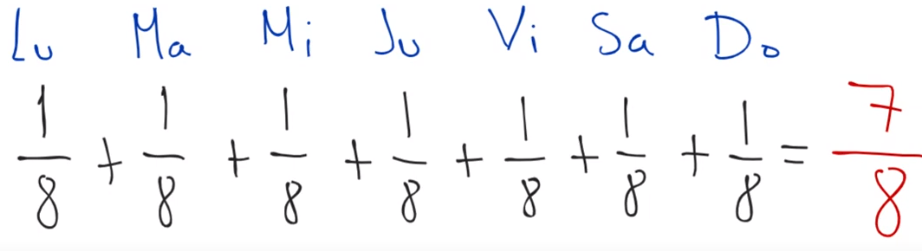 Lu Ma Mi Ju Vi Sa Do
1/8 + 1/8 + 1/8 + 1/8 + 1/8 + 1/8 + 1/8 = 7/8